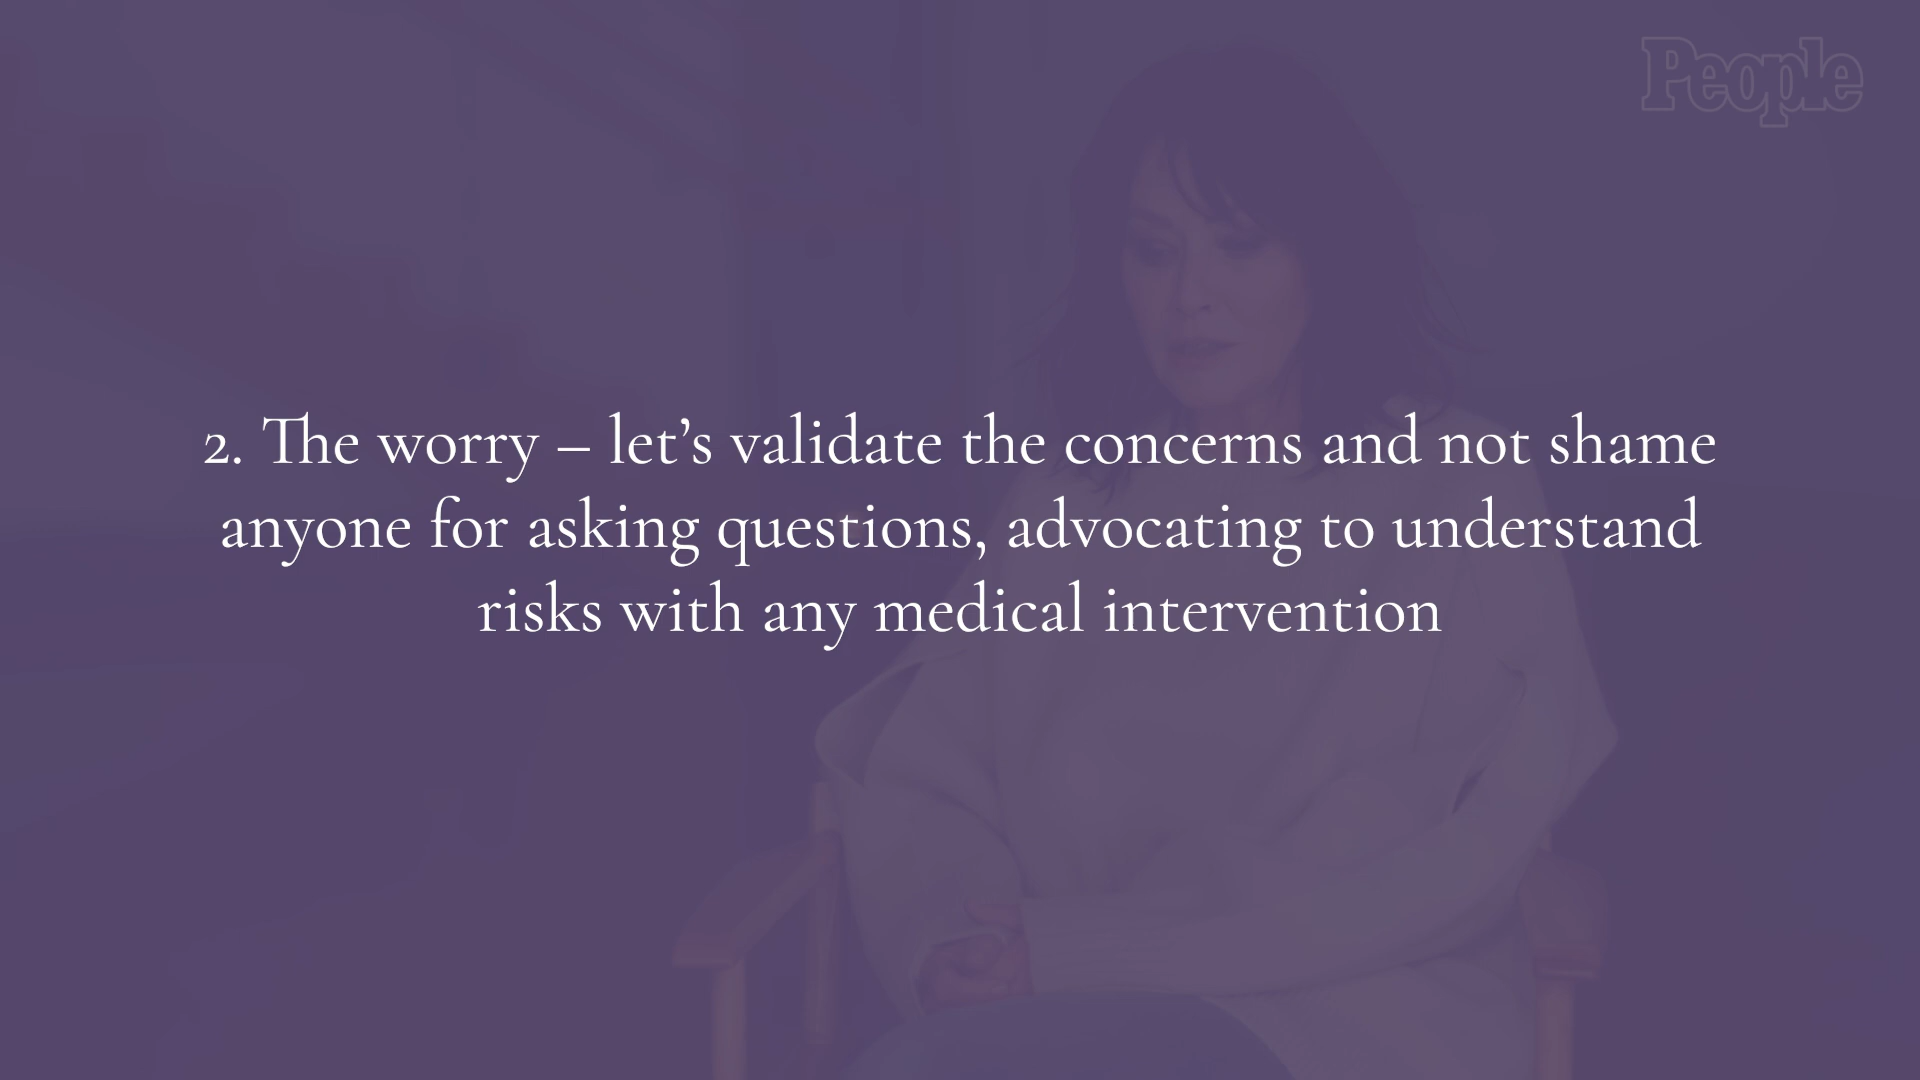 People
2. The worry – let’s validate the concerns and not shame
anyone for asking questions, advocating to understand
risks with any medical intervention